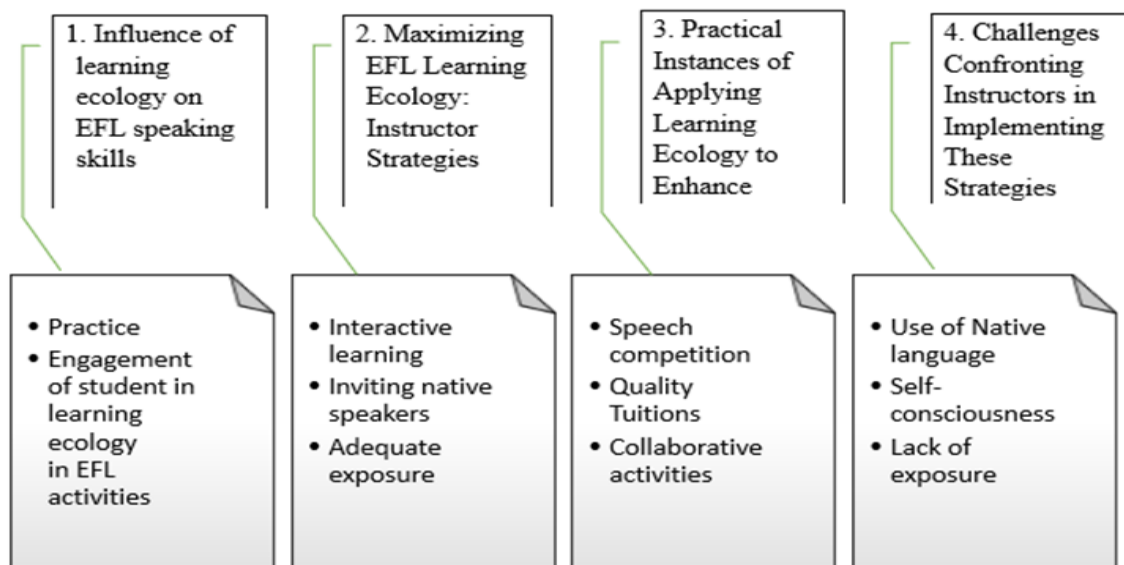 1. Influence of
learning
ecology on
EFL speaking
skills
• Practice
• Engagement
of student in
learning
ecology
in EFL
activities
2. Maximizing
EFL Learning
Ecology:
Instructor
Strategies
• Interactive
learning
• Inviting native
speakers
• Adequate
exposure
3. Practical
Instances of
Applying
Learning
Ecology to
Enhance
• Speech
competition
• Quality
Tuitions
• Collaborative
activities
4. Challenges
Confronting
Instructors in
Implementing
These
Strategies
• Use of Native
language
• Self-
consciousness
• Lack of
exposure